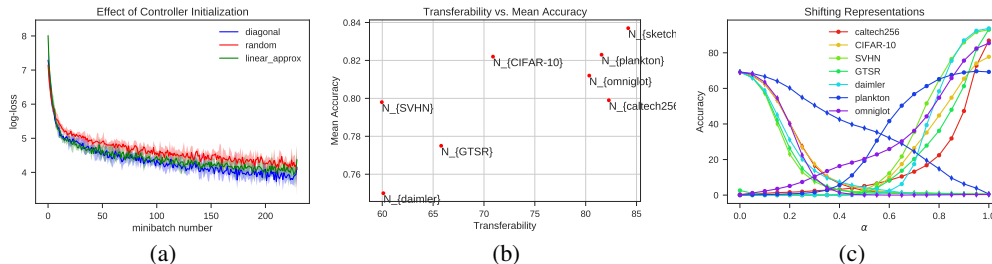 Effect of Controller Initialization
diagonal
random
linear_approx
8
7
6
5
4
log-loss
0
50
100
150
200
minibatch number
(a)
Transferability vs. Mean Accuracy
0.84
0.82
0.80
0.78
0.76
Mean Accuracy
N_{sketch
N_{plankton}
N_{CIFAR-10}
N_{omniglot}
N_{caltech256
N_{SVHN}
N_{GTSR}
N_{daimler}
60
65
70
75
80
85
Transferability
(b)
Shifting Representations
caltech256
CIFAR-10
SVHN
GTSR
daimler
plankton
omniglot
80
60
40
20
0
Accuracy
0.0
0.2
0.4
0.6
0.8
1.0
α
(c)